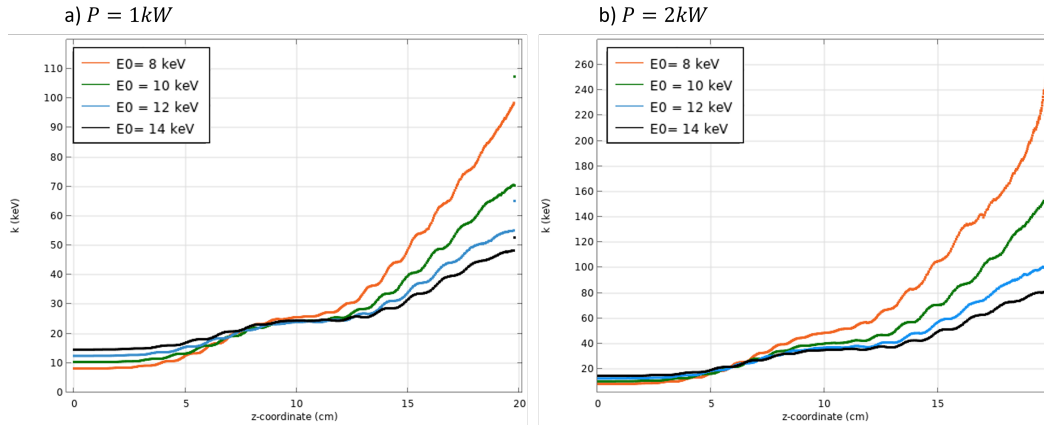 a) P = 1kW
b) P = 2kW
k (keV)
110
100
90
80
70
60
50
40
30
20
10
0
E0= 8 keV
E0 = 10 keV
E0 = 12 keV
E0= 14 keV
0
5
10
15
20
z-coordinate (cm)
k (keV)
260
240
220
200
180
160
140
120
100
80
60
40
20
E0= 8 keV
E0 = 10 keV
E0 = 12 keV
E0= 14 keV
0
5
10
15
z-coordinate (cm)